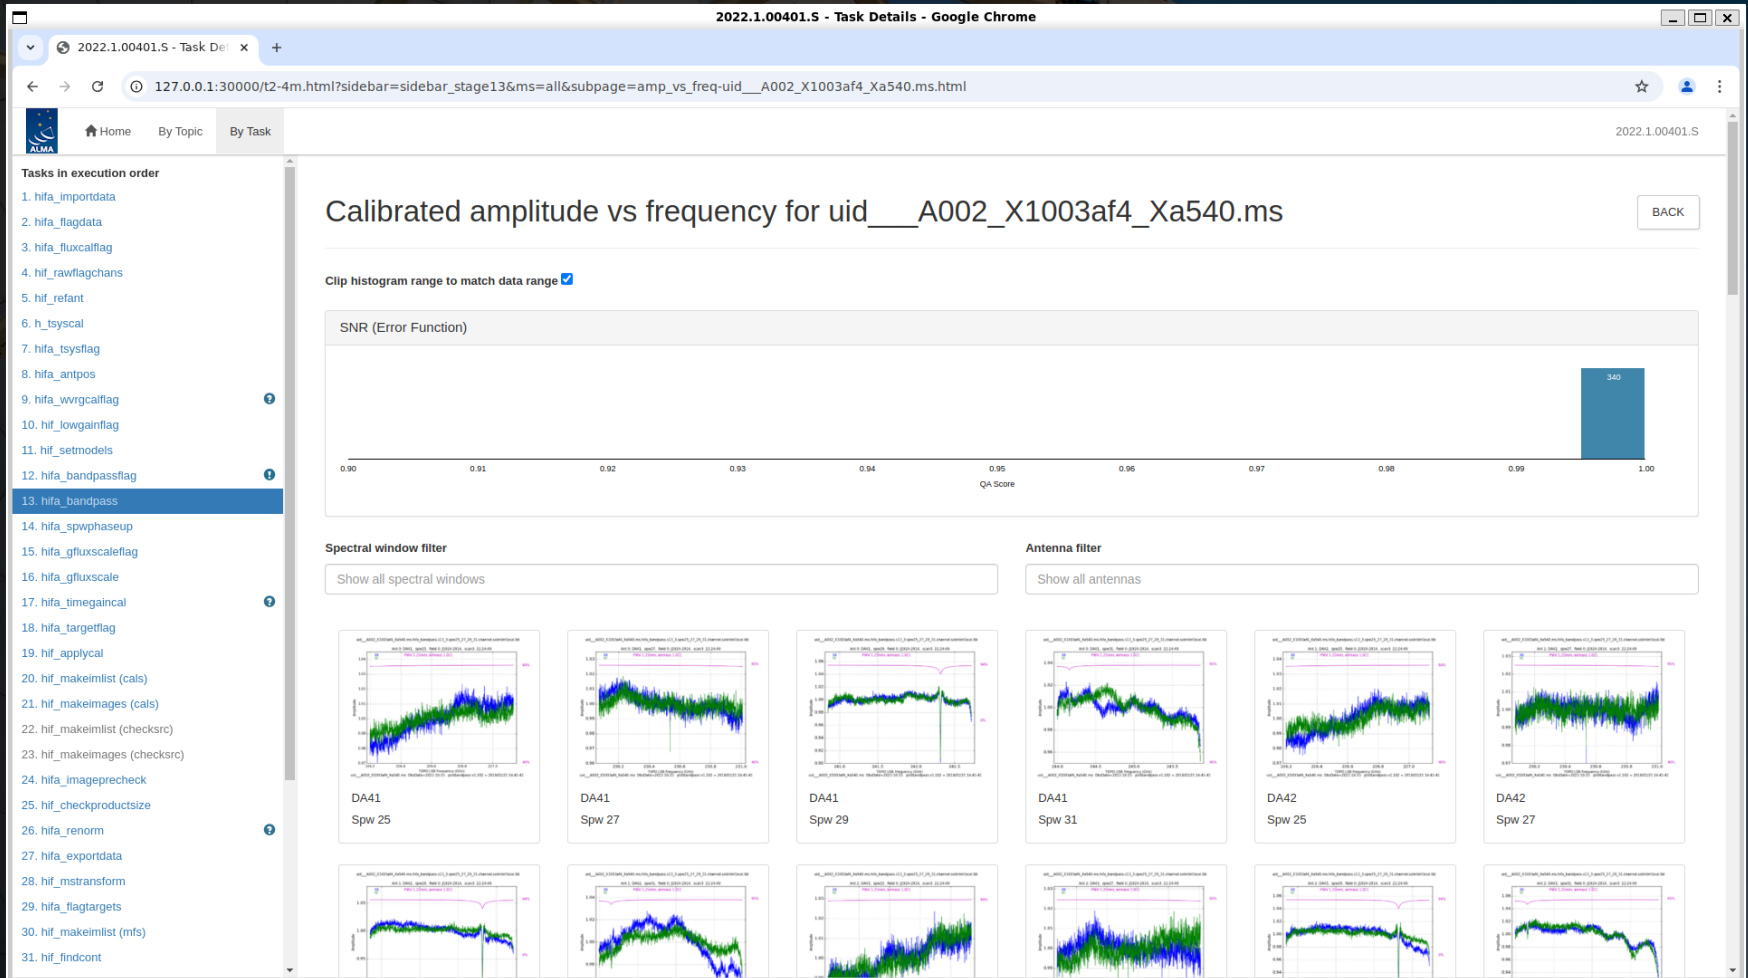 2022.1.00401.S - Task Details - Google Chrome
2022.1.00401.S - Task De
127.0.0.1:30000/t2-4m.html?sidebar=sidebar_stage13&ms=all&subpage=amp_vs_freq-uid___A002_X1003af4_Xa540.ms.html
ALMA
Home
By Topic
By Task
2022.1.00401.S
Tasks in execution order
1. hifa_importdata
2. hifa_flagdata
3. hifa_fluxcalflag
4. hif_rawflagchans
5. hif_refant
6. h_tsyscal
7. hifa_tsysflag
8. hifa_antpos
9. hifa_wvrgcalflag
10. hif_lowgainflag
11. hif_setmodels
12. hifa_bandpassflag
13. hifa_bandpass
14. hifa_spwphaseup
15. hifa_gfluxscaleflag
16. hifa_gfluxscale
17. hifa_timegaincal
18. hifa_targetflag
19. hif_applycal
20. hif_makeimlist (cals)
21. hif_makeimages (cals)
22. hif_makeimlist (checksrc)
23. hif_makeimages (checksrc)
24. hifa_imageprecheck
25. hif_checkproductsize
26. hifa_renorm
27. hifa_exportdata
28. hif_mstransform
29. hifa_flagtargets
30. hif_makeimlist (mfs)
31. hif_findcont
Calibrated amplitude vs frequency for uid___A002_X1003af4_Xa540.ms
BACK
Clip histogram range to match data range
SNR (Error Function)
340
0.90 0.91 0.92 0.93 0.94 0.95 0.96 0.97 0.98 0.99 1.00
QA Score
Spectral window filter
Antenna filter
Show all spectral windows
Show all antennas
DA41
Spw 25
DA41
Spw 27
DA41
Spw 29
DA41
Spw 31
DA42
Spw 25
DA42
Spw 27